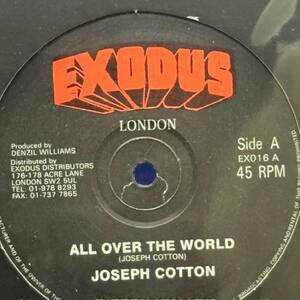 EXODUS
LONDON
Produced by
DENZIL WILLIAMS
Distributed by
EXODUS DISTRIBUTORS
176-178 ACRE LANE
LONDON SW2 5UL
TEL: 01-978 8293
FAX: 01-737 7865
Side A
EX016 A
45 RPM
ALL OVER THE WORLD
(JOSEPH COTTON)
JOSEPH COTTON